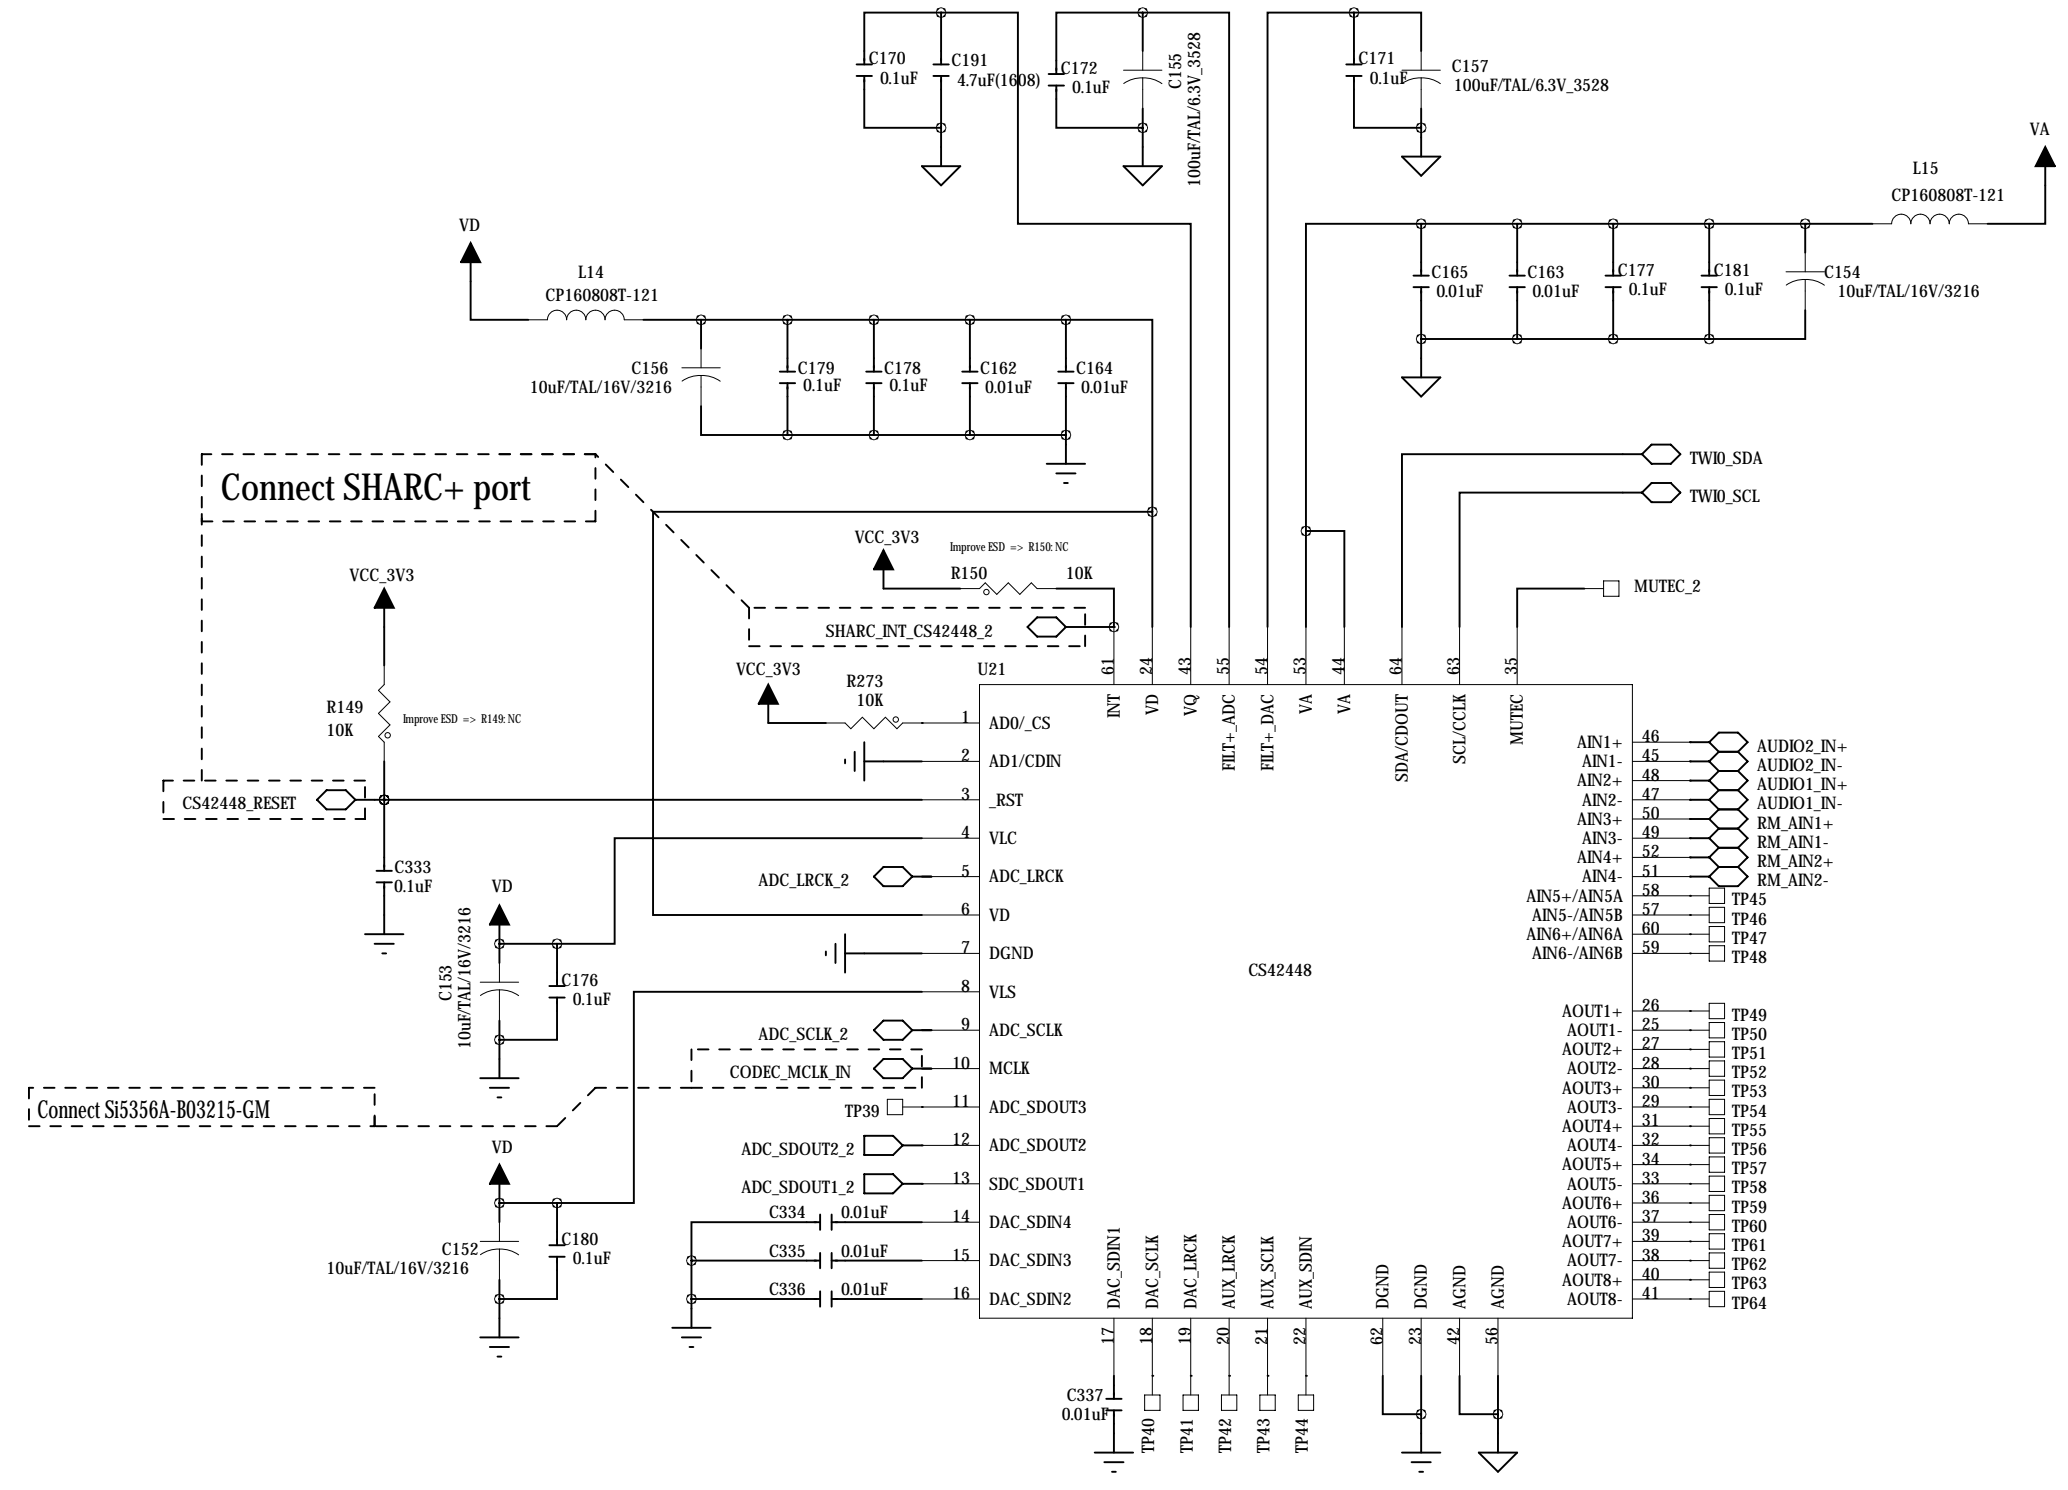 C170
0.1uF
C191
4.7uF(1608)
C172
0.1uF
C155
100uF/TAL/6.3V_3528
C171
0.1uF
C157
100uF/TAL/6.3V_3528
VA
L15
CP160808T-121
VD
L14
CP160808T-121
C165
0.01uF
C163
0.01uF
C177
0.1uF
C181
0.1uF
C154
10uF/TAL/16V/3216
C156
10uF/TAL/16V/3216
C179
0.1uF
C178
0.1uF
C162
0.01uF
C164
0.01uF
Connect SHARC+ port
TWI0_SDA
TWI0_SCL
VCC_3V3
Improve ESD => R150: NC
R150
10K
VCC_3V3
MUTEC_2
SHARC_INT_CS42448_2
VCC_3V3
R273
10K
U21
61
24
43
55
54
53
44
64
63
35
INT
VD
VQ
FILT+_ADC
FILT+_DAC
VA
VA
SDA/CDOUT
SCL/CCLK
MUTEC
R149
10K
Improve ESD => R149: NC
CS42448_RESET
C333
0.1uF
1 AD0/_CS
2 AD1/CDIN
3 _RST
4 VLC
ADC_LRCK_2 5 ADC_LRCK
6 VD
7 DGND
8 VLS
ADC_SCLK_2 9 ADC_SCLK
CODEC_MCLK_IN 10 MCLK
TP39 11 ADC_SDOUT3
ADC_SDOUT2_2 12 ADC_SDOUT2
ADC_SDOUT1_2 13 SDC_SDOUT1
C334 0.01uF 14 DAC_SDIN4
C335 0.01uF 15 DAC_SDIN3
C336 0.01uF 16 DAC_SDIN2
VD
C153
10uF/TAL/16V/3216
C176
0.1uF
Connect Si5356A-B03215-GM
VD
C152
10uF/TAL/16V/3216
C180
0.1uF
CS42448
AIN1+ 46 AUDIO2_IN+
AIN1- 45 AUDIO2_IN-
AIN2+ 48 AUDIO1_IN+
AIN2- 47 AUDIO1_IN-
AIN3+ 50 RM_AIN1+
AIN3- 49 RM_AIN1-
AIN4+ 52 RM_AIN2+
AIN4- 51 RM_AIN2-
AIN5+/AIN5A 58 TP45
AIN5-/AIN5B 57 TP46
AIN6+/AIN6A 60 TP47
AIN6-/AIN6B 59 TP48
AOUT1+ 26 TP49
AOUT1- 25 TP50
AOUT2+ 27 TP51
AOUT2- 28 TP52
AOUT3+ 30 TP53
AOUT3- 29 TP54
AOUT4+ 31 TP55
AOUT4- 32 TP56
AOUT5+ 34 TP57
AOUT5- 33 TP58
AOUT6+ 36 TP59
AOUT6- 37 TP60
AOUT7+ 39 TP61
AOUT7- 38 TP62
AOUT8+ 40 TP63
AOUT8- 41 TP64
DAC_SDIN1
DAC_SCLK
DAC_LRCK
AUX_LRCK
AUX_SCLK
AUX_SDIN
DGND
DGND
AGND
AGND
17
18
19
20
21
22
62
23
42
56
C337
0.01uF
TP40
TP41
TP42
TP43
TP44